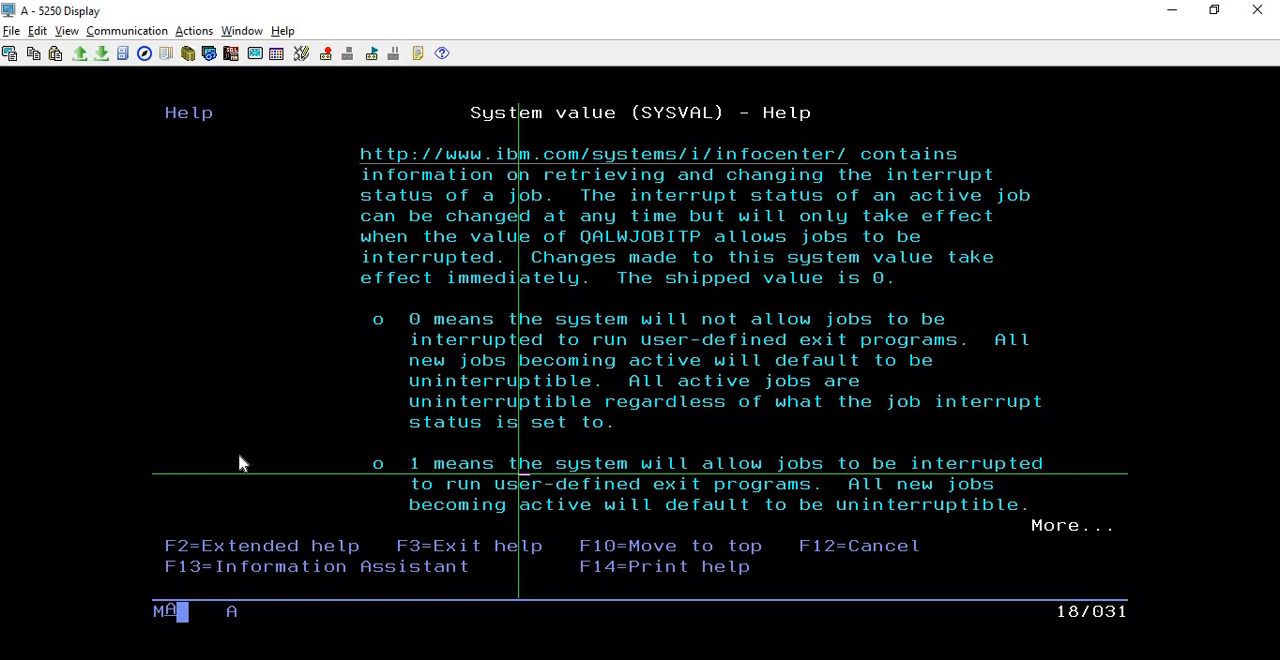 A - 5250 Display
File Edit View Communication Actions Window Help
Help System value (SYSVAL) - Help
http://www.ibm.com/systems/i/infocenter/ contains
information on retrieving and changing the interrupt
status of a job. The interrupt status of an active job
can be changed at any time but will only take effect
when the value of QALWJOBITP allows jobs to be
interrupted. Changes made to this system value take
effect immediately. The shipped value is 0.
o 0 means the system will not allow jobs to be
interrupted to run user-defined exit programs. All
new jobs becoming active will default to be
uninterruptible. All active jobs are
uninterruptible regardless of what the job interrupt
status is set to.
o 1 means the system will allow jobs to be interrupted
to run user-defined exit programs. All new jobs
becoming active will default to be uninterruptible.
More...
F2=Extended help F3=Exit help F10=Move to top F12=Cancel
F13=Information Assistant F14=Print help
MA A 18/031